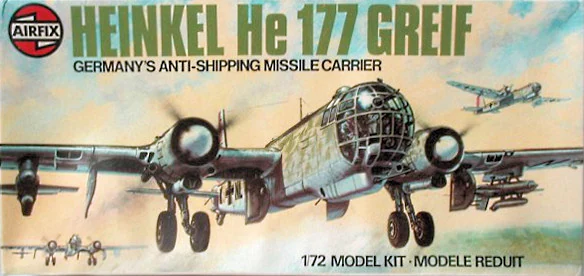 AIRFIX
HEINKEL He 177 GREIF
GERMANY'S ANTI-SHIPPING MISSILE CARRIER
1/72 MODEL KIT · MODELE REDUIT